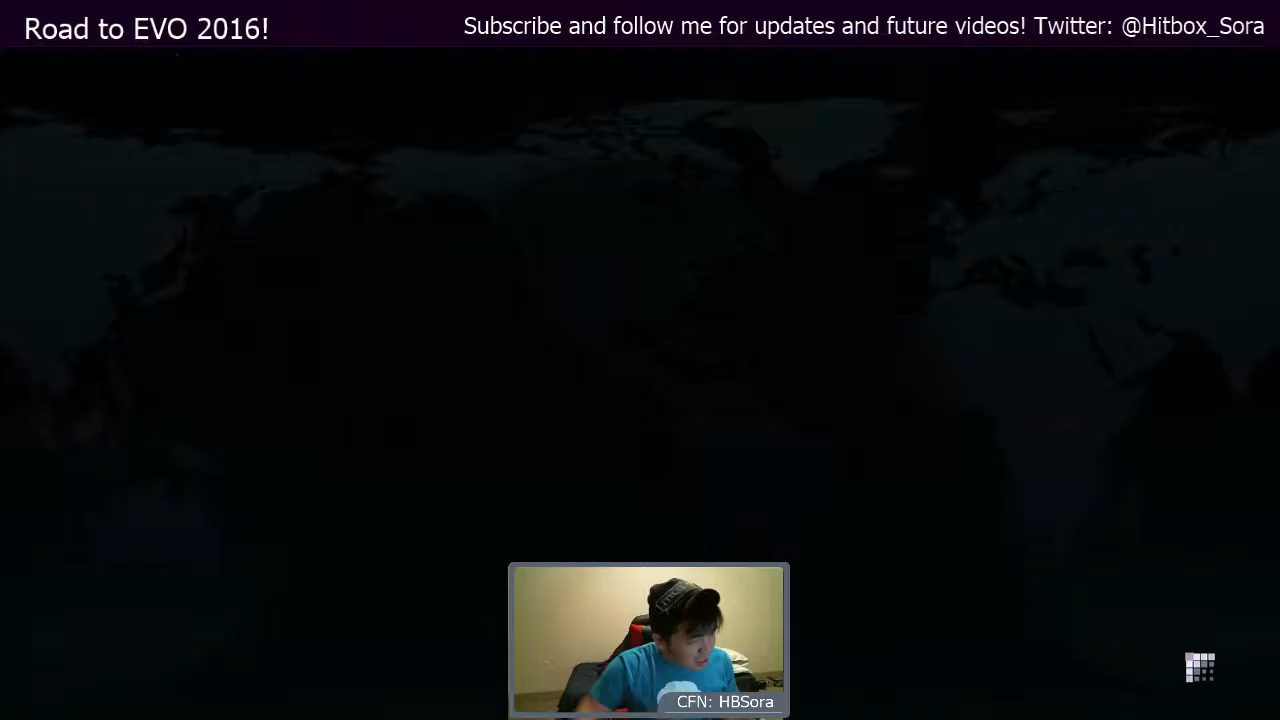 Road to EVO 2016!
Subscribe and follow me for updates and future videos! Twitter: @Hitbox_Sora
CFN: HBSora